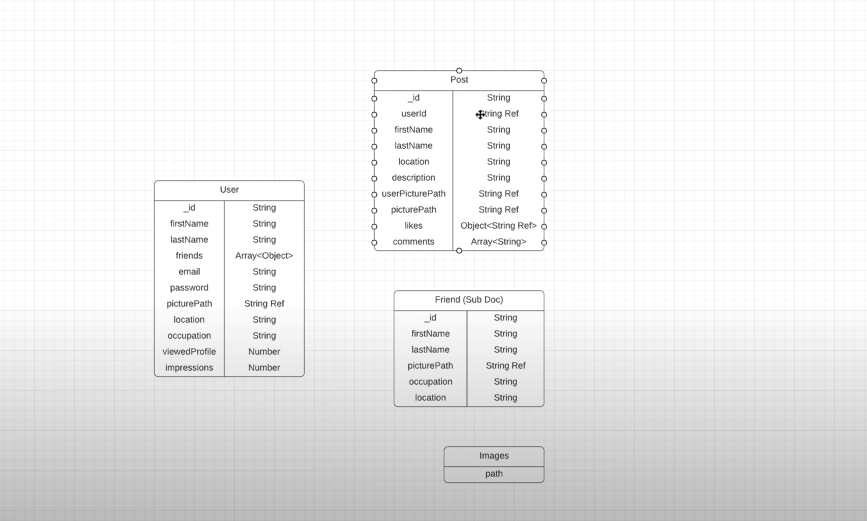 Post
_id String
userId String Ref
firstName String
lastName String
location String
description String
userPicturePath String Ref
picturePath String Ref
likes Object<String Ref>
comments Array<String>
User
_id String
firstName String
lastName String
friends Array<Object>
email String
password String
picturePath String Ref
location String
occupation String
viewedProfile Number
impressions Number
Friend (Sub Doc)
_id String
firstName String
lastName String
picturePath String Ref
occupation String
location String
Images
path